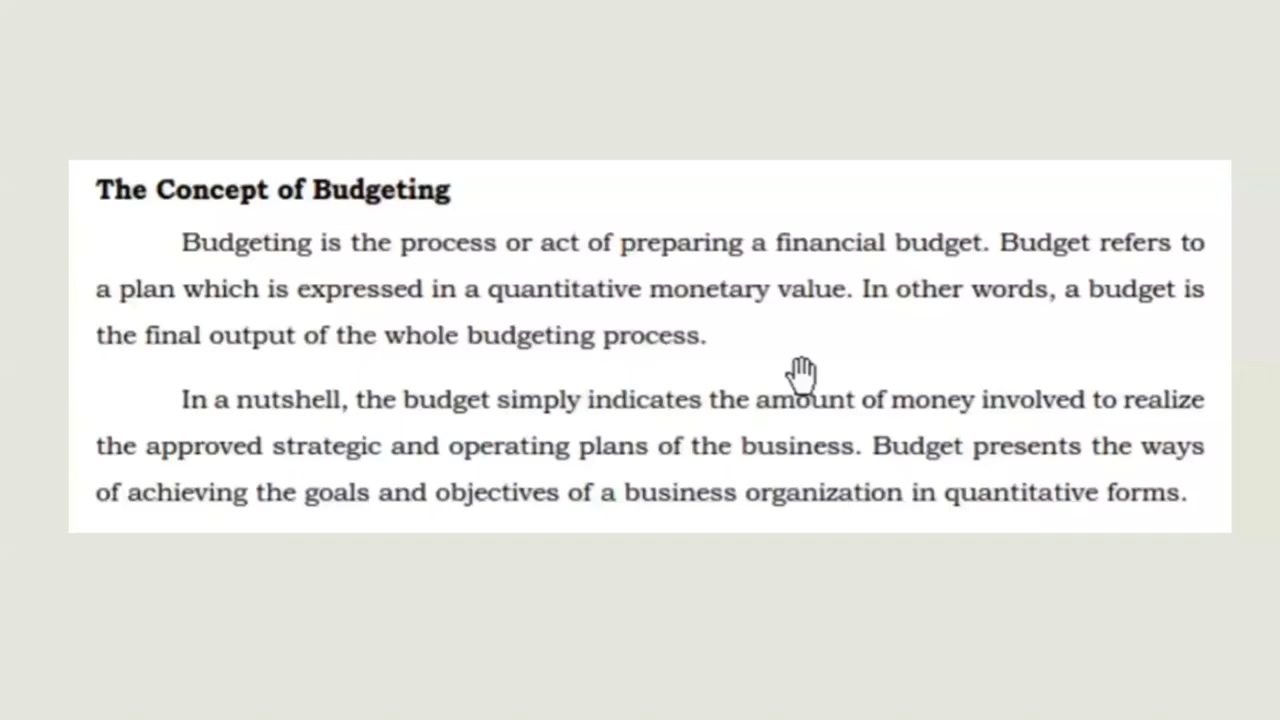 The Concept of Budgeting
Budgeting is the process or act of preparing a financial budget. Budget refers to
a plan which is expressed in a quantitative monetary value. In other words, a budget is
the final output of the whole budgeting process.
In a nutshell, the budget simply indicates the amount of money involved to realize
the approved strategic and operating plans of the business. Budget presents the ways
of achieving the goals and objectives of a business organization in quantitative forms.